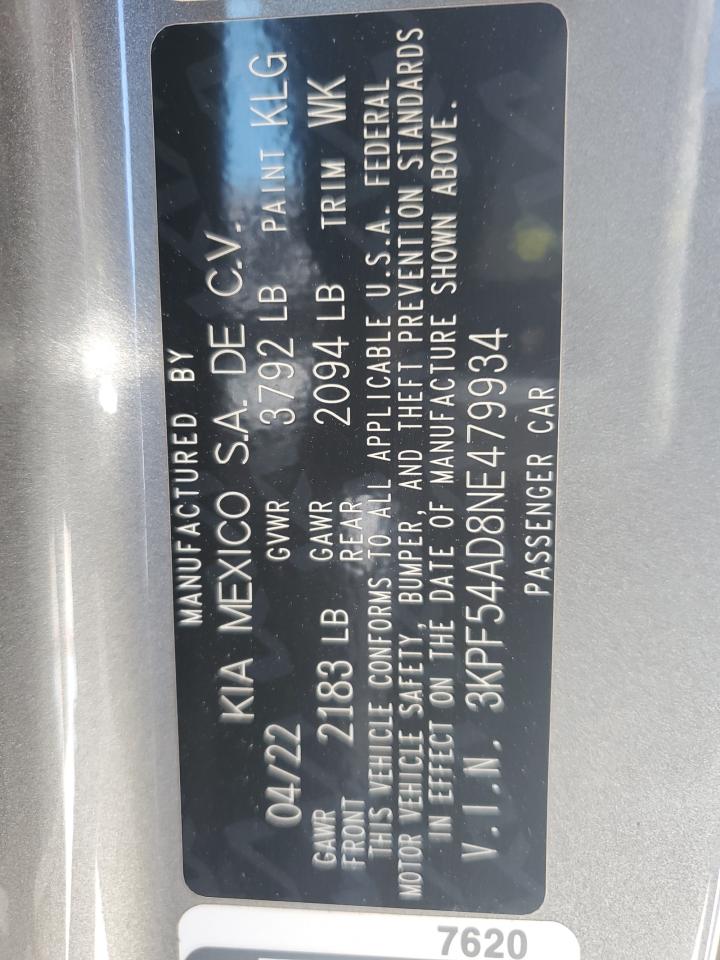 MANUFACTURED BY
KIA MEXICO S.A. DE C.V.
04/22 GVWR 3792 LB PAINT KLG
GAWR FRONT 2183 LB GAWR REAR 2094 LB TRIM WK
THIS VEHICLE CONFORMS TO ALL APPLICABLE U.S.A. FEDERAL
MOTOR VEHICLE SAFETY, BUMPER, AND THEFT PREVENTION STANDARDS
IN EFFECT ON THE DATE OF MANUFACTURE SHOWN ABOVE.
V.I.N. 3KPF54AD8NE479934
PASSENGER CAR
7620